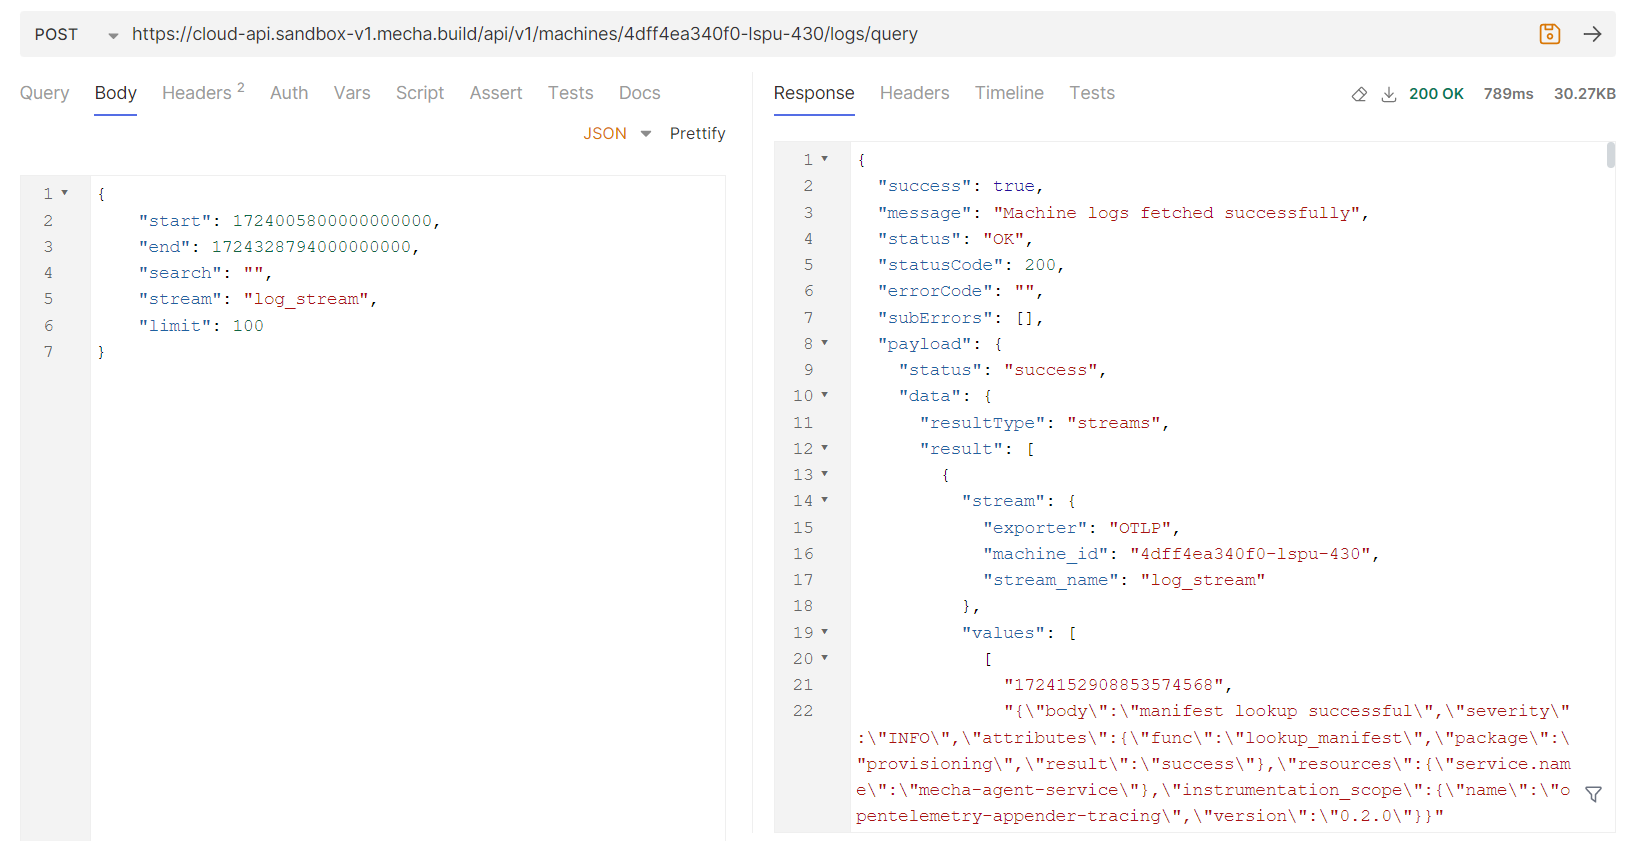 POST https://cloud-api.sandbox-v1.mecha.build/api/v1/machines/4dff4ea340f0-lspu-430/logs/query
Query Body Headers 2 Auth Vars Script Assert Tests Docs
JSON Prettify
1 {
2 "start": 1724005800000000000,
3 "end": 1724328794000000000,
4 "search": "",
5 "stream": "log_stream",
6 "limit": 100
7 }
Response Headers Timeline Tests 200 OK 789ms 30.27KB
1 {
2 "success": true,
3 "message": "Machine logs fetched successfully",
4 "status": "OK",
5 "statusCode": 200,
6 "errorCode": "",
7 "subErrors": [],
8 "payload": {
9 "status": "success",
10 "data": {
11 "resultType": "streams",
12 "result": [
13 {
14 "stream": {
15 "exporter": "OTLP",
16 "machine_id": "4dff4ea340f0-lspu-430",
17 "stream_name": "log_stream"
18 },
19 "values": [
20 [
21 "1724152908853574568",
22 "{\"body\":\"manifest lookup successful\",\"severity\"
:\"INFO\",\"attributes\":{\"func\":\"lookup_manifest\",\"package\":\
"provisioning\",\"result\":\"success\"},\"resources\":{\"service.nam
e\":\"mecha-agent-service\"},\"instrumentation_scope\":{\"name\":\"o
pentelemetry-appender-tracing\",\"version\":\"0.2.0\"}}"